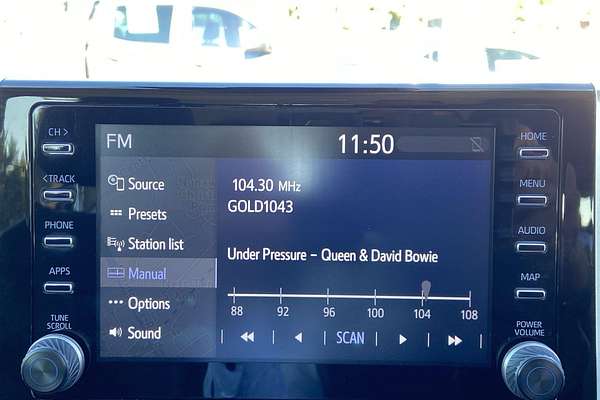 FM
11:50
CH >
<TRACK
PHONE
APPS
TUNE
SCROLL
Source
Presets
Station list
Manual
Options
Sound
104.30 MHz
GOLD1043
Under Pressure – Queen & David Bowie
88 92 96 100 104 108
SCAN
HOME
MENU
AUDIO
MAP
POWER
VOLUME